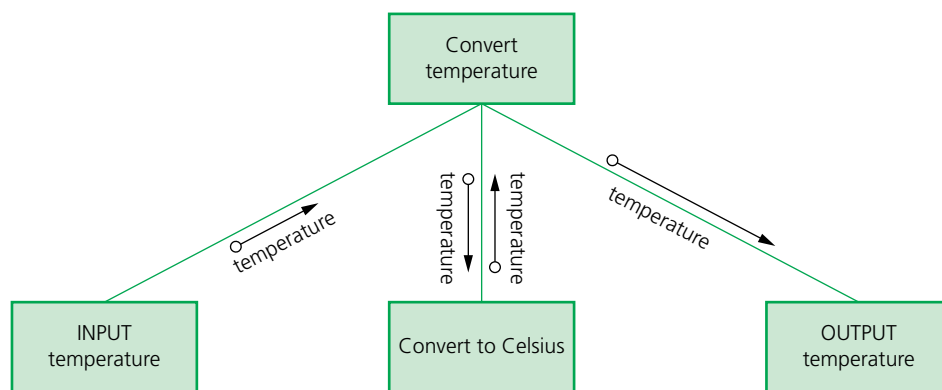 Convert
temperature
temperature
temperature
temperature
temperature
INPUT
temperature
Convert to Celsius
OUTPUT
temperature